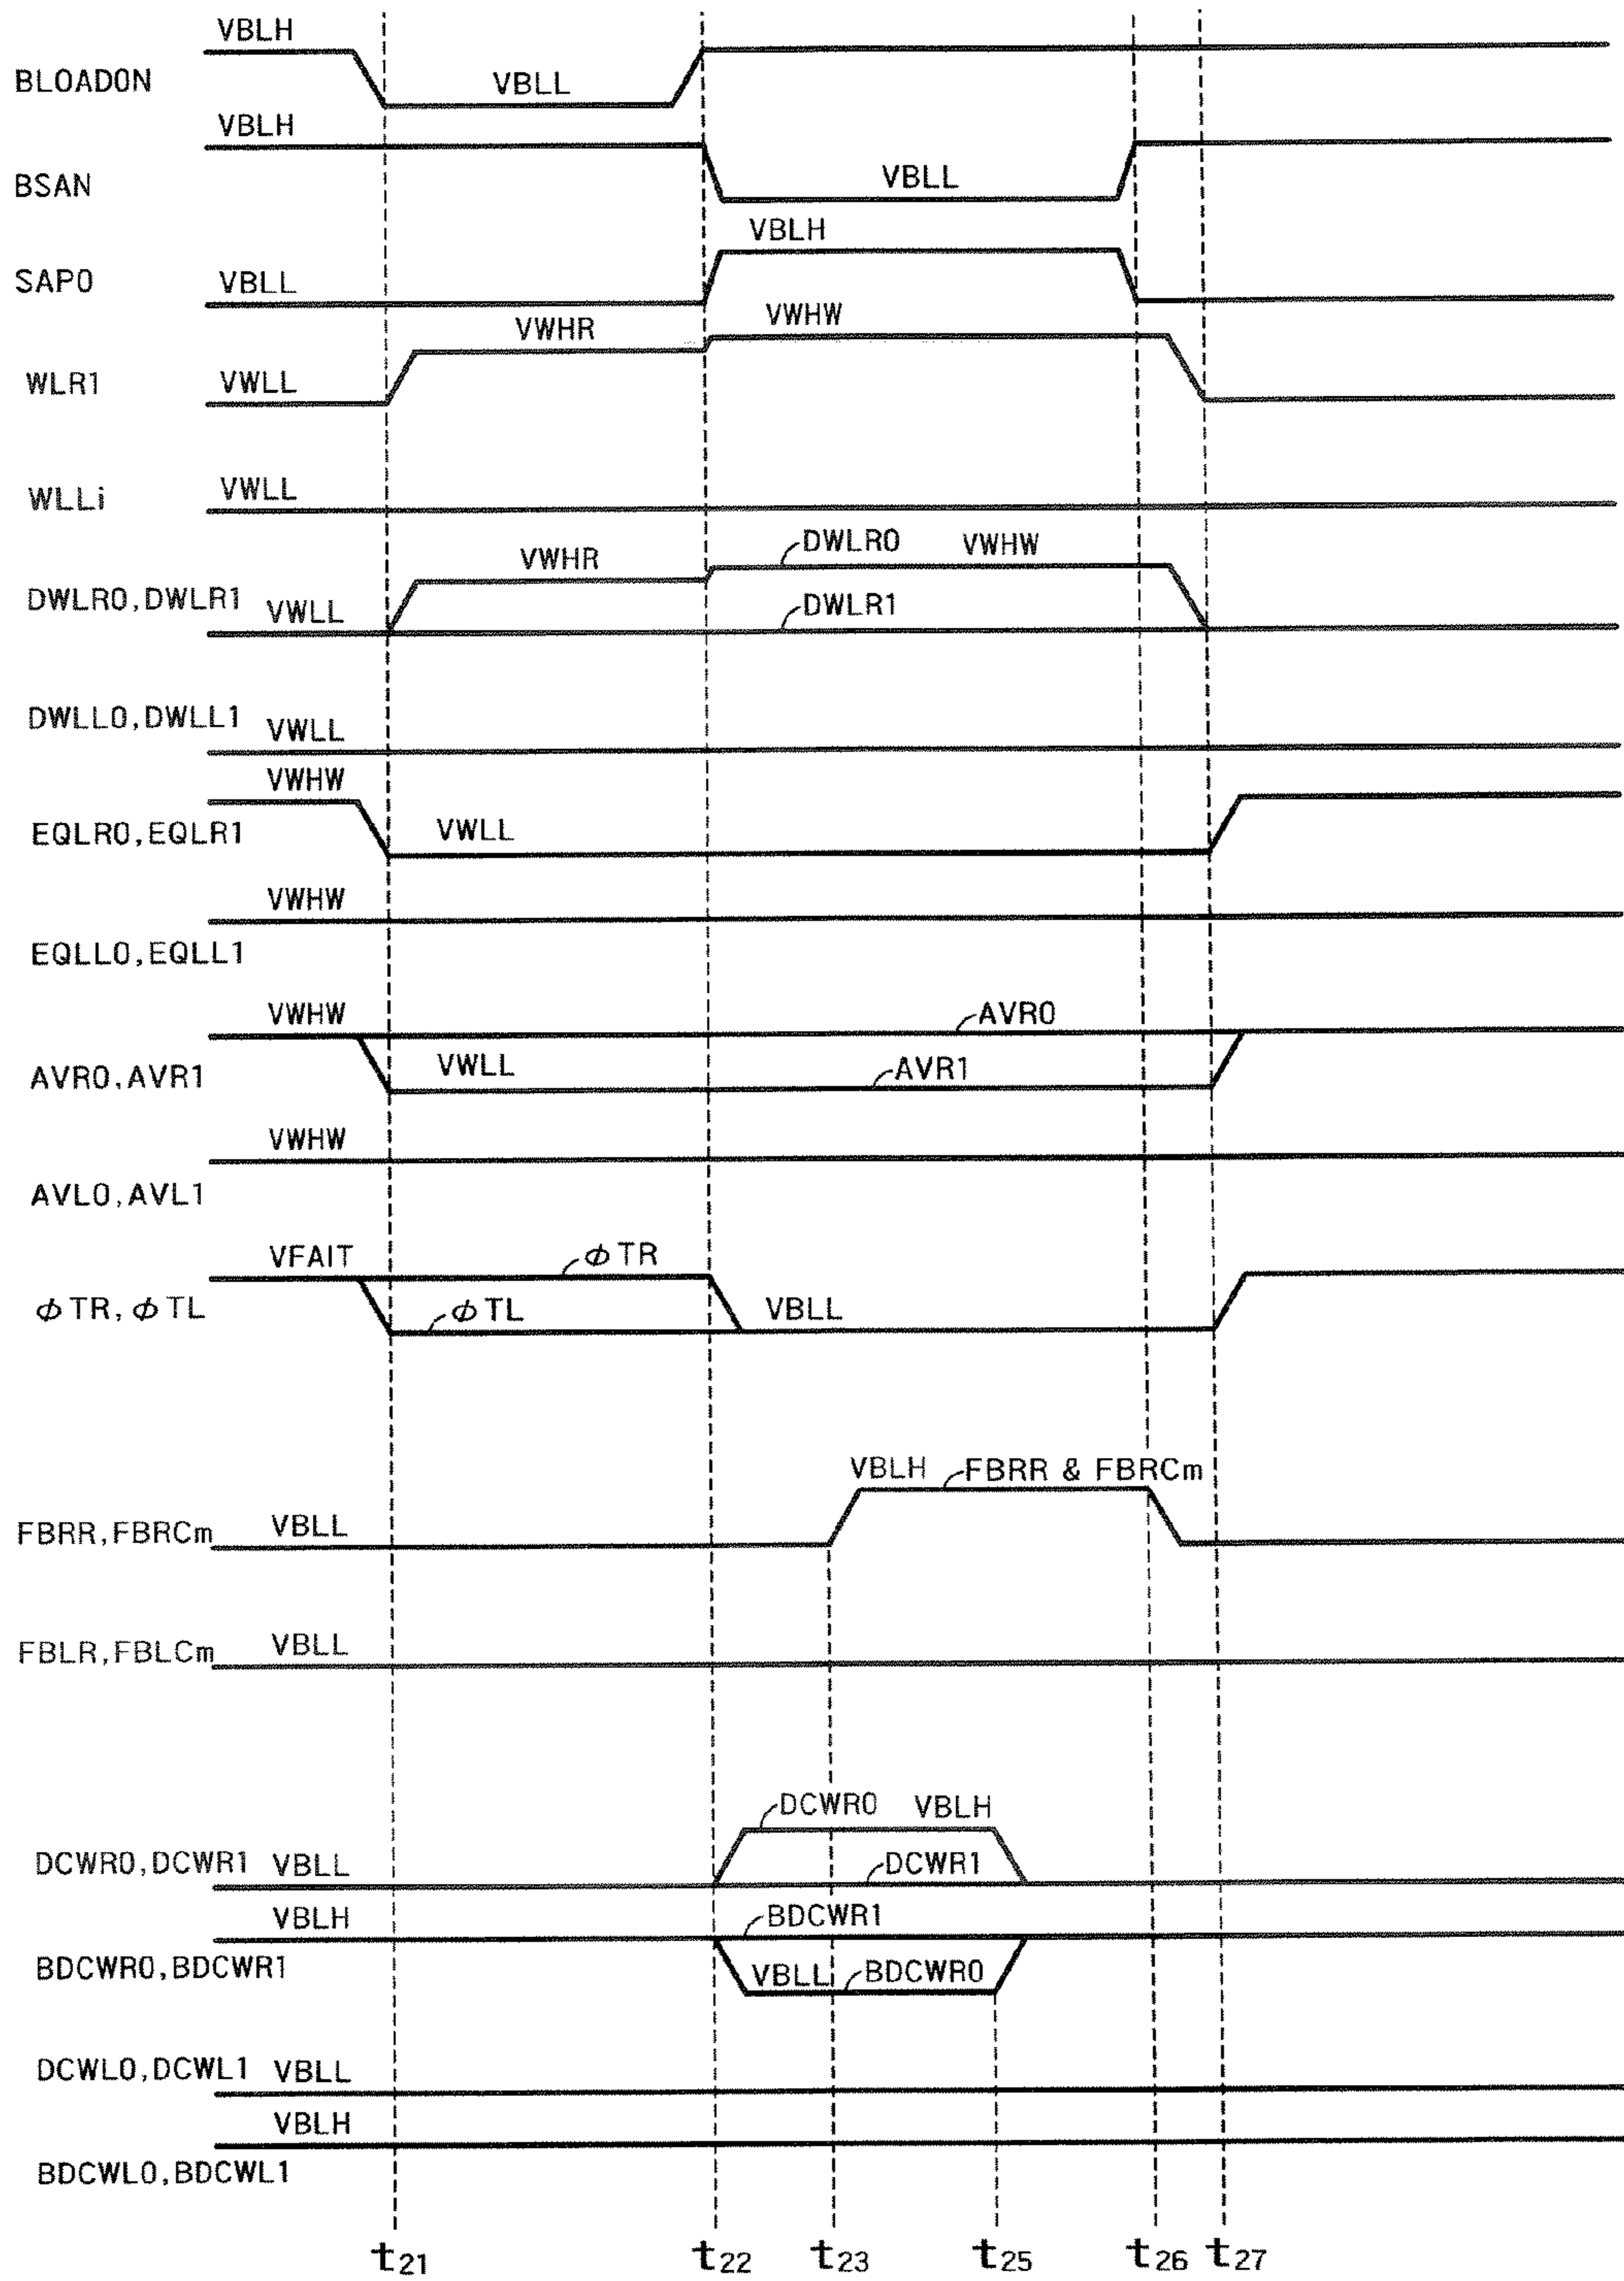 VBLH
BLOADON VBLL
VBLH
BSAN VBLL
VBLH
SAP0 VBLL
VWHR VWHW
WLR1 VWLL
VWLL
WLLi
VWHR DWLR0 VWHW
DWLR0,DWLR1 VWLL DWLR1
DWLL0,DWLL1 VWLL
VWHW
EQLR0,EQLR1 VWLL
VWHW
EQLL0,EQLL1
VWHW AVR0
AVR0,AVR1 VWLL AVR1
VWHW
AVL0,AVL1
VFAIT ϕTR
ϕTR,ϕTL ϕTL VBLL
VBLH FBRR & FBRCm
FBRR,FBRCm VBLL
FBLR,FBLCm VBLL
DCWR0 VBLH
DCWR0,DCWR1 VBLL DCWR1
VBLH BDCWR1
BDCWR0,BDCWR1 VBLL BDCWR0
DCWL0,DCWL1 VBLL
VBLH
BDCWL0,BDCWL1
t21 t22 t23 t25 t26 t27